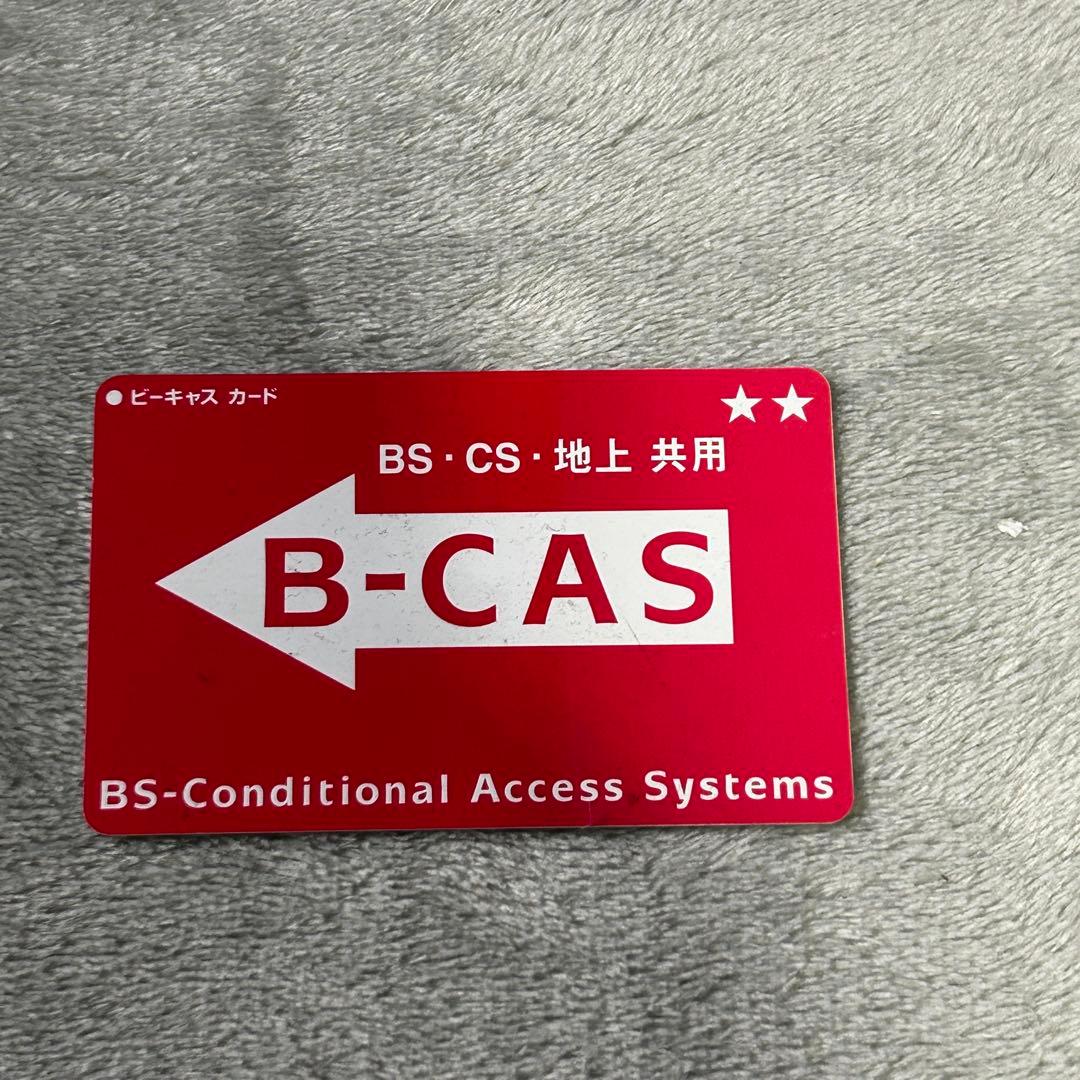 ●ビーキャス カード
★★
BS・CS・地上 共用
B-CAS
BS-Conditional Access Systems